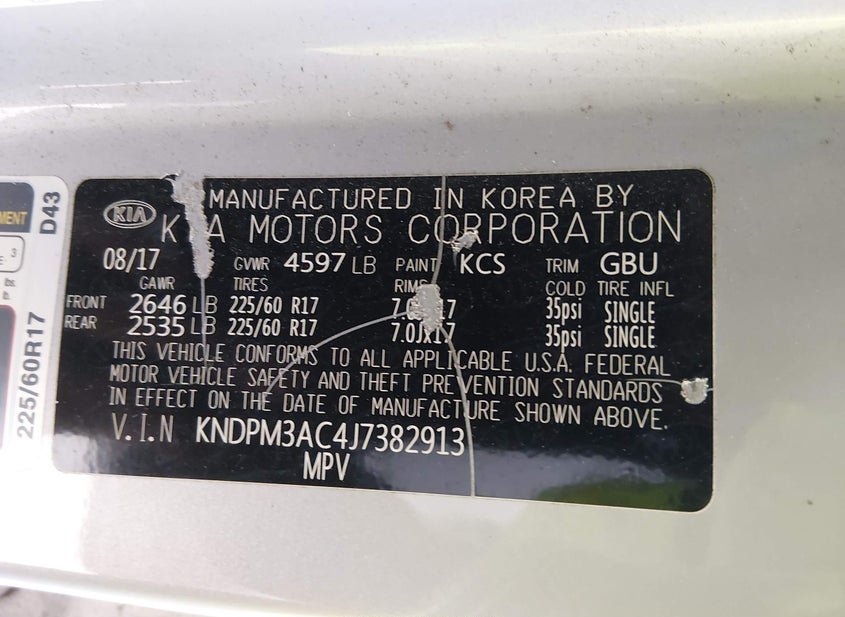 MENT
3
bs.
b.
D43
225/60R17
KIA
MANUFACTURED IN KOREA BY
KIA MOTORS CORPORATION
08/17 GVWR 4597 LB PAINT KCS TRIM GBU
GAWR TIRES RIMS COLD TIRE INFL
FRONT 2646 LB 225/60 R17 35psi SINGLE
REAR 2535 LB 225/60 R17 7.0Jx17 35psi SINGLE
THIS VEHICLE CONFORMS TO ALL APPLICABLE U.S.A. FEDERAL
MOTOR VEHICLE SAFETY AND THEFT PREVENTION STANDARDS
IN EFFECT ON THE DATE OF MANUFACTURE SHOWN ABOVE.
V.I.N KNDPM3AC4J7382913
MPV